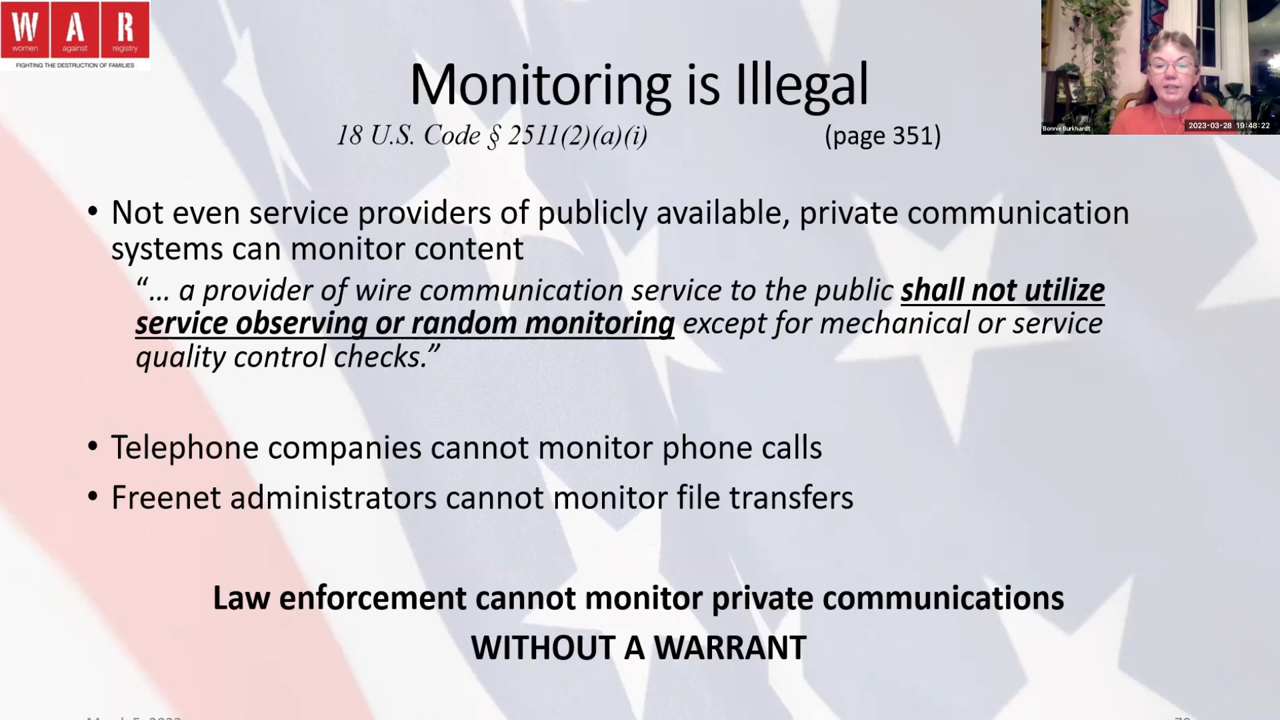 W A R
women against registry
FIGHTING THE DESTRUCTION OF FAMILIES
Monitoring is Illegal
18 U.S. Code § 2511(2)(a)(i) (page 351)
Bonnie Burkhardt
2023-03-28 19:48:22
• Not even service providers of publicly available, private communication
systems can monitor content
“… a provider of wire communication service to the public shall not utilize
service observing or random monitoring except for mechanical or service
quality control checks.”
• Telephone companies cannot monitor phone calls
• Freenet administrators cannot monitor file transfers
Law enforcement cannot monitor private communications
WITHOUT A WARRANT